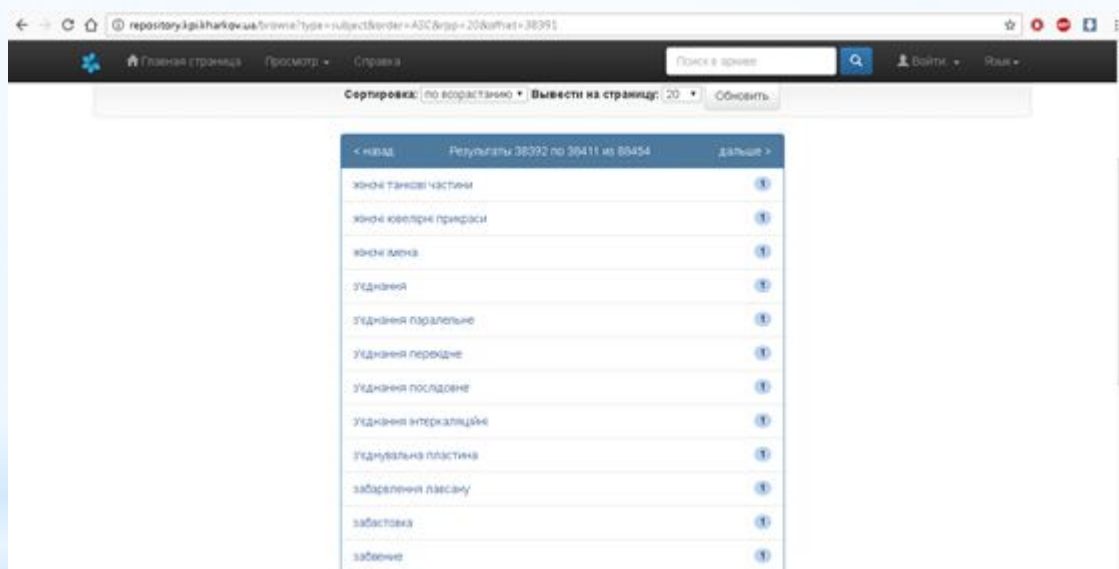 repository.kpi.kharkov.ua/browse?type=subject&order=ASC&rpp=20&offset=38391
Главная страница Просмотр Справка Поиск в архиве Войти: Язык
Сортировка: по возрастанию Вывести на страницу: 20 Обновить
< назад Результаты 38392 по 38411 из 88454 дальше >
жіночі танкові частини 1
жіночі ювелірні прикраси 1
жіночі імена 1
з'єднання 1
з'єднання паралельне 1
з'єднання перехідне 1
з'єднання послідовне 1
з'єднання інтеркаляційні 1
з'єднувальна пластина 1
забарвлення лавсану 1
забастовка 1
забвение 1